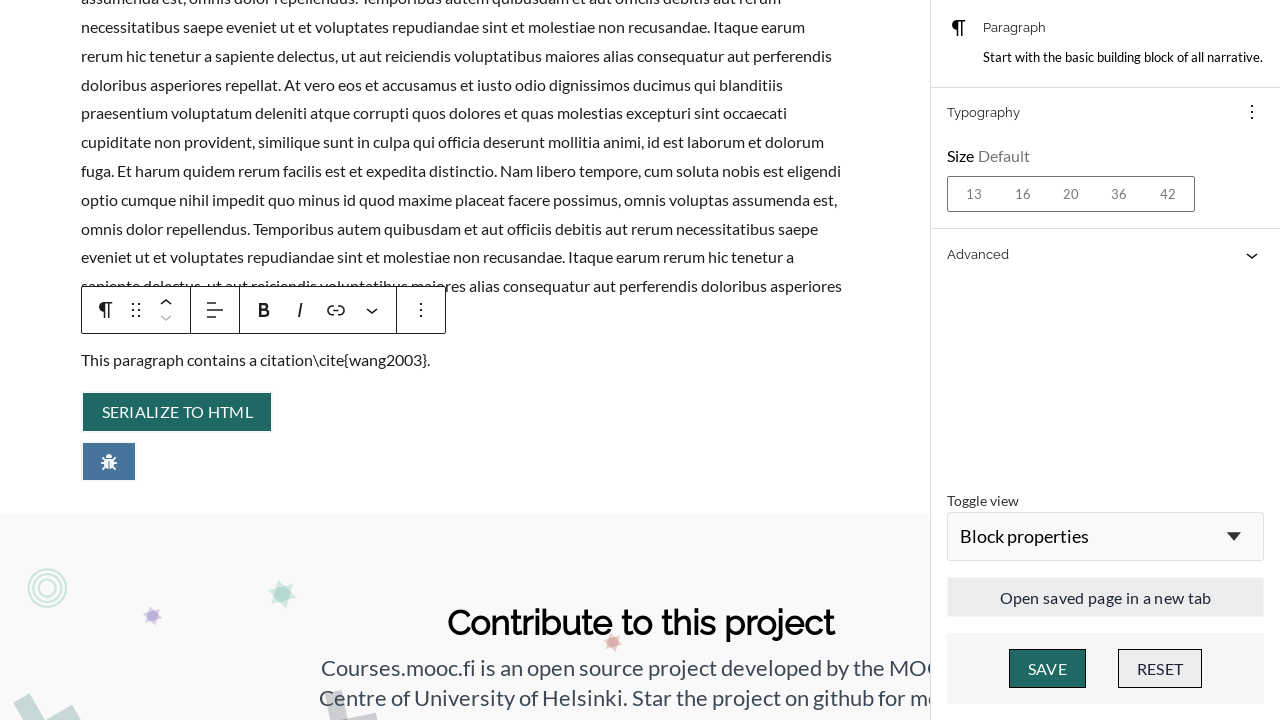 assumenda est, omnis dolor repellendus. Temporibus autem quibusdam et aut officiis debitis aut rerum
necessitatibus saepe eveniet ut et voluptates repudiandae sint et molestiae non recusandae. Itaque earum
rerum hic tenetur a sapiente delectus, ut aut reiciendis voluptatibus maiores alias consequatur aut perferendis
doloribus asperiores repellat. At vero eos et accusamus et iusto odio dignissimos ducimus qui blanditiis
praesentium voluptatum deleniti atque corrupti quos dolores et quas molestias excepturi sint occaecati
cupiditate non provident, similique sunt in culpa qui officia deserunt mollitia animi, id est laborum et dolorum
fuga. Et harum quidem rerum facilis est et expedita distinctio. Nam libero tempore, cum soluta nobis est eligendi
optio cumque nihil impedit quo minus id quod maxime placeat facere possimus, omnis voluptas assumenda est,
omnis dolor repellendus. Temporibus autem quibusdam et aut officiis debitis aut rerum necessitatibus saepe
eveniet ut et voluptates repudiandae sint et molestiae non recusandae. Itaque earum rerum hic tenetur a
sapiente delectus, ut aut reiciendis voluptatibus maiores alias consequatur aut perferendis doloribus asperiores
This paragraph contains a citation\cite{wang2003}.
SERIALIZE TO HTML
Contribute to this project
Courses.mooc.fi is an open source project developed by the MOO
Centre of University of Helsinki. Star the project on github for m
Paragraph
Start with the basic building block of all narrative.
Typography
Size Default
13 16 20 36 42
Advanced
Toggle view
Block properties
Open saved page in a new tab
SAVE RESET